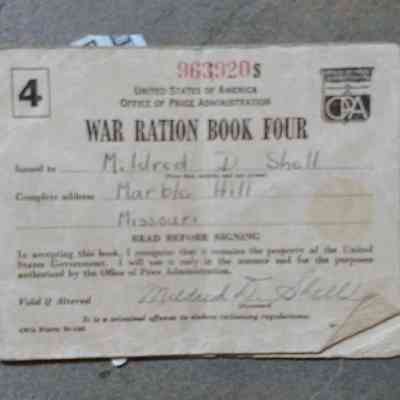 963920 S
4
UNITED STATES OF AMERICA
OFFICE OF PRICE ADMINISTRATION
OPA
WAR RATION BOOK FOUR
Issued to Mildred D Shell
Complete address Marble Hill
Missouri
READ BEFORE SIGNING
In accepting this book, I recognize that it remains the property of the United
States Government. I will use it only in the manner and for the purposes
authorized by the Office of Price Administration.
Void if Altered Mildred D. Shell
It is a criminal offense to violate rationing regulations.
OPA Form